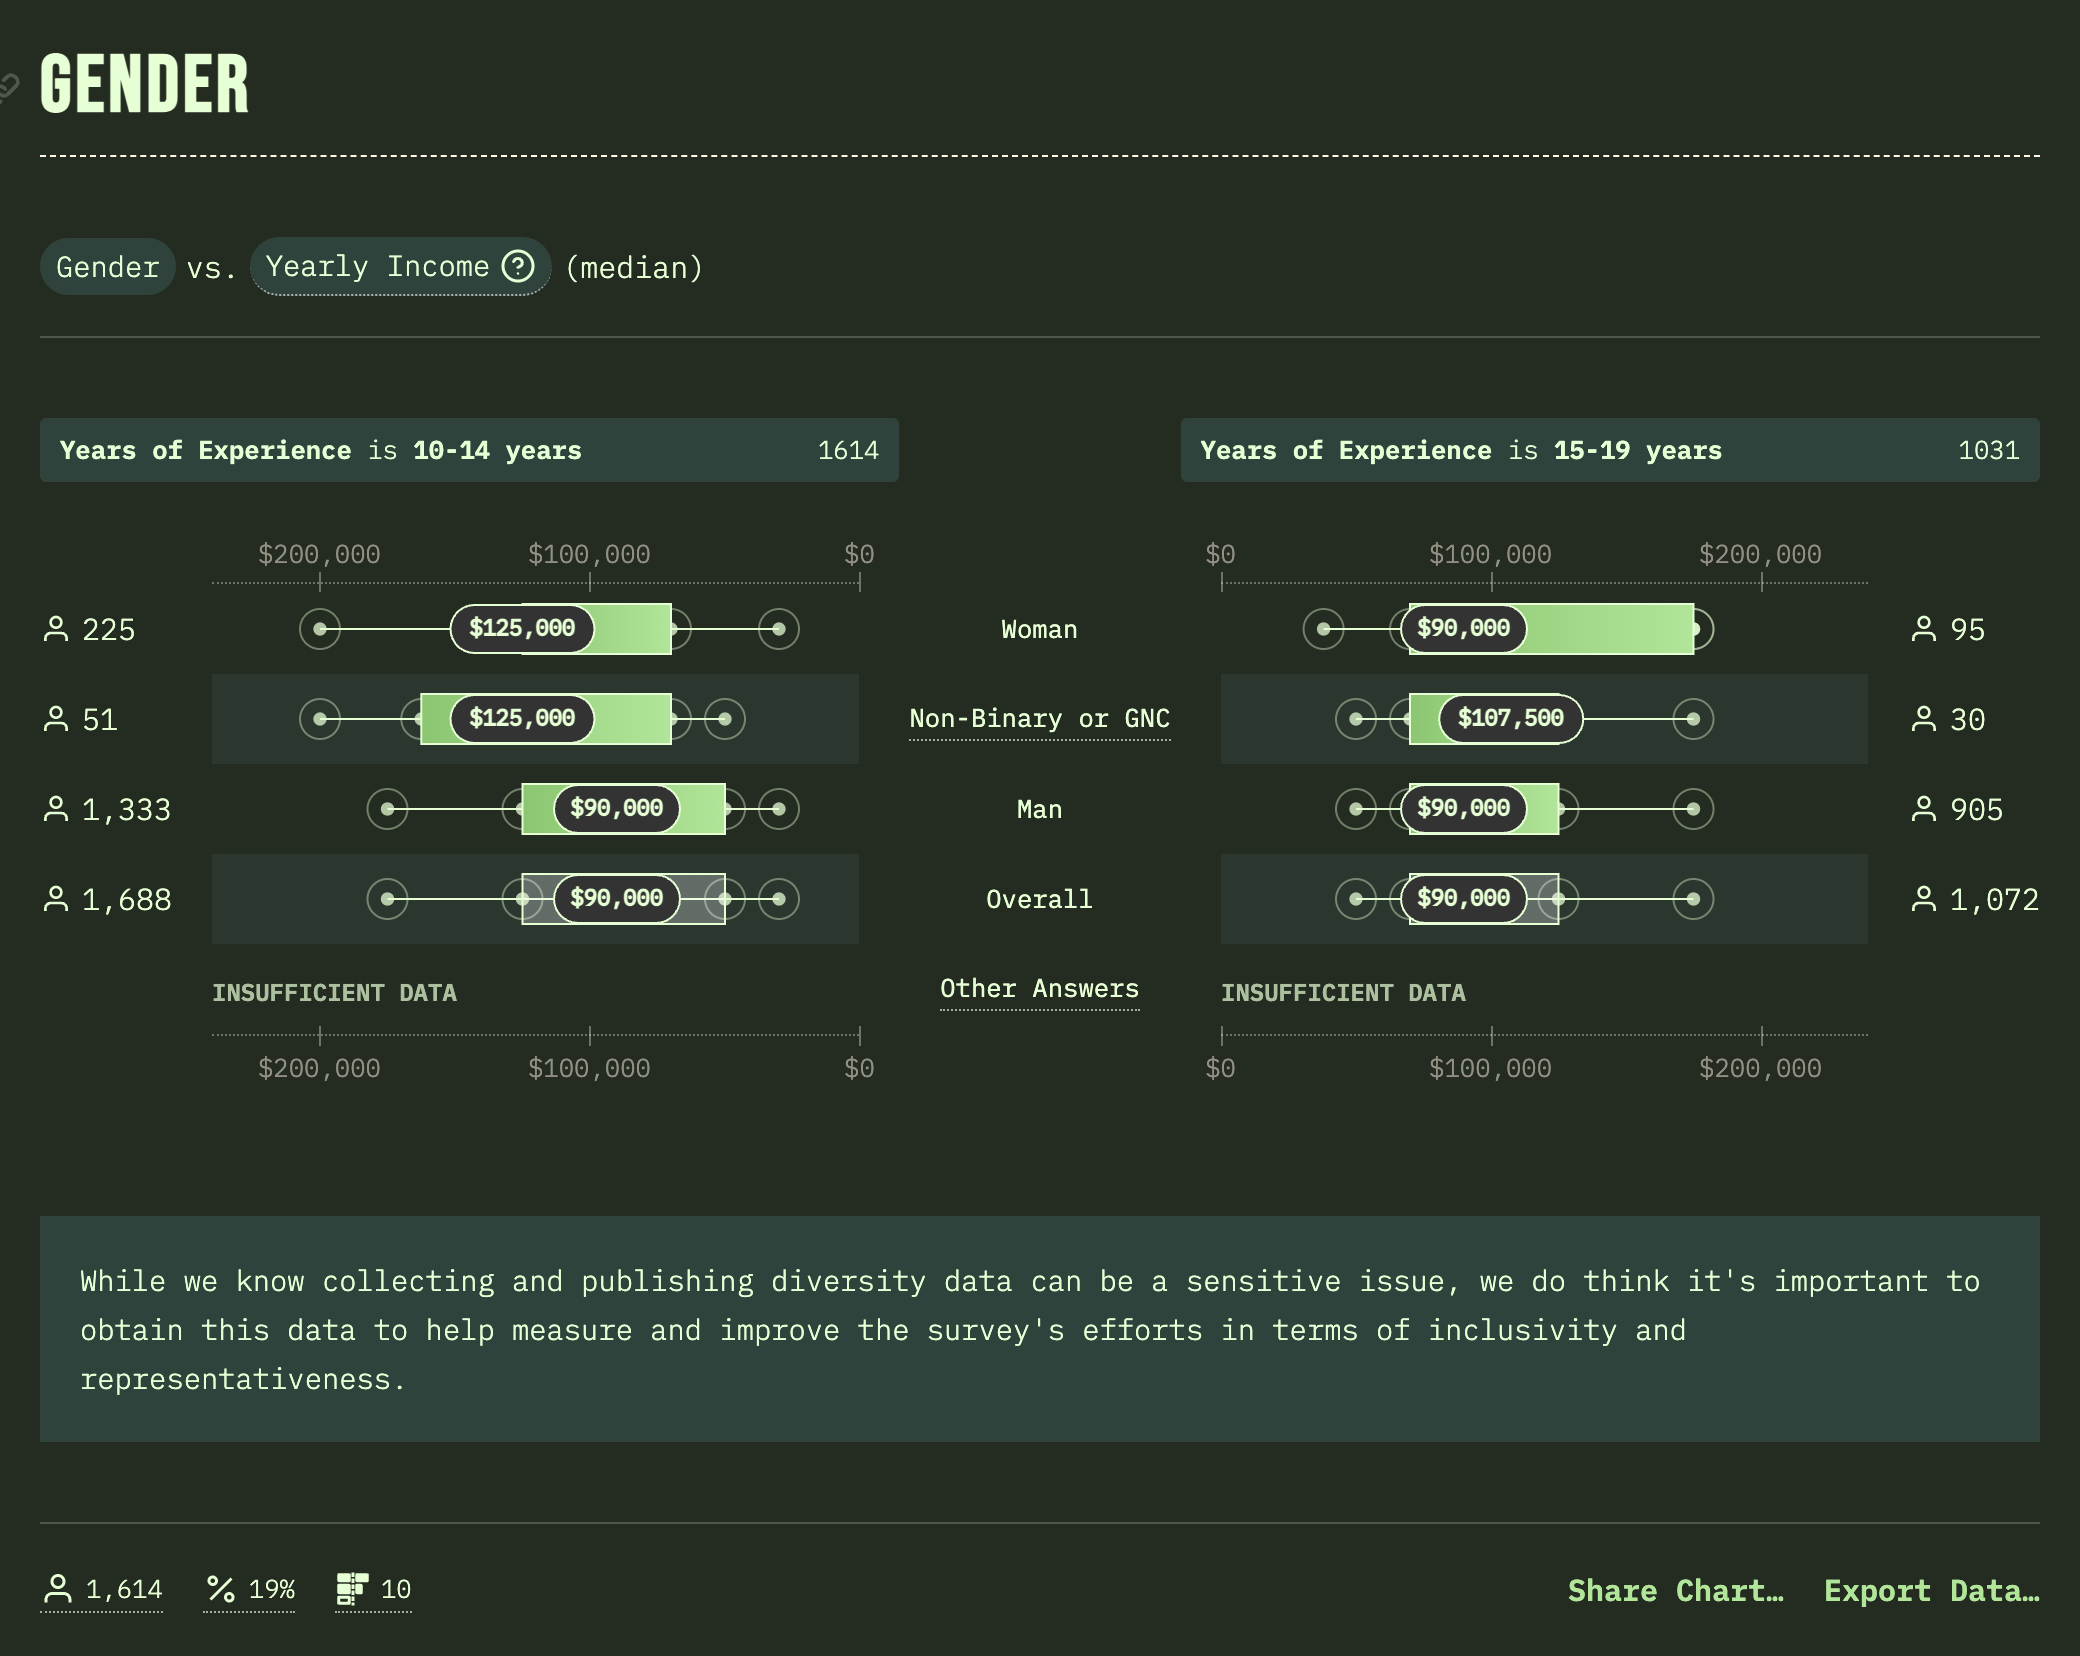 GENDER
Gender vs. Yearly Income (median)
Years of Experience is 10-14 years 1614
Years of Experience is 15-19 years 1031
$200,000 $100,000 $0
$0 $100,000 $200,000
225 $125,000 Woman $90,000 95
51 $125,000 Non-Binary or GNC $107,500 30
1,333 $90,000 Man $90,000 905
1,688 $90,000 Overall $90,000 1,072
INSUFFICIENT DATA Other Answers INSUFFICIENT DATA
$200,000 $100,000 $0
$0 $100,000 $200,000
While we know collecting and publishing diversity data can be a sensitive issue, we do think it's important to
obtain this data to help measure and improve the survey's efforts in terms of inclusivity and
representativeness.
1,614 19% 10
Share Chart… Export Data…